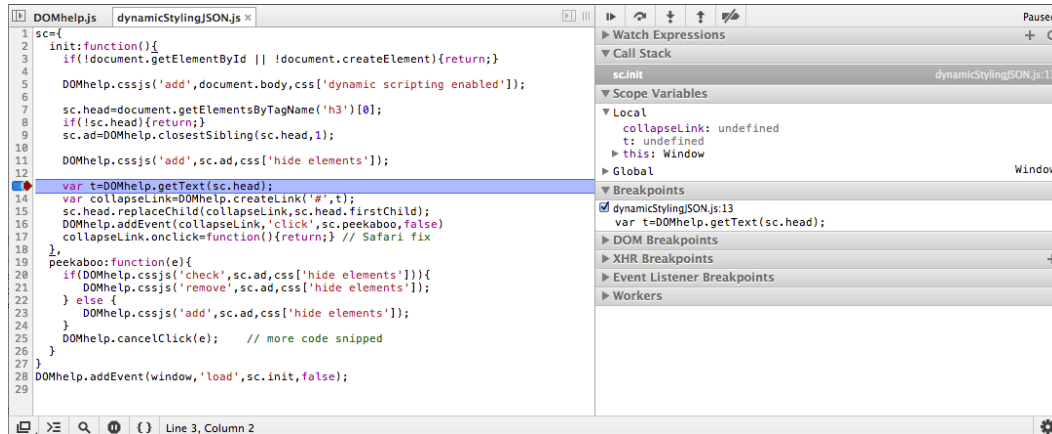 DOMhelp.js dynamicStylingJSON.js ×
1 sc={
2 init:function(){
3 if(!document.getElementById || !document.createElement){return;}
4
5 DOMhelp.cssjs('add',document.body,css['dynamic scripting enabled']);
6
7 sc.head=document.getElementsByTagName('h3')[0];
8 if(!sc.head){return;}
9 sc.ad=DOMhelp.closestSibling(sc.head,1);
10
11 DOMhelp.cssjs('add',sc.ad,css['hide elements']);
12
var t=DOMhelp.getText(sc.head);
14 var collapseLink=DOMhelp.createLink('#',t);
15 sc.head.replaceChild(collapseLink,sc.head.firstChild);
16 DOMhelp.addEvent(collapseLink,'click',sc.peekaboo,false)
17 collapseLink.onclick=function(){return;} // Safari fix
18 },
19 peekaboo:function(e){
20 if(DOMhelp.cssjs('check',sc.ad,css['hide elements'])){
21 DOMhelp.cssjs('remove',sc.ad,css['hide elements']);
22 } else {
23 DOMhelp.cssjs('add',sc.ad,css['hide elements']);
24 }
25 DOMhelp.cancelClick(e); // more code snipped
26 }
27 }
28 DOMhelp.addEvent(window,'load',sc.init,false);
29
{} Line 3, Column 2
Paused
Watch Expressions +
Call Stack
sc.init dynamicStylingJSON.js:13
Scope Variables
Local
collapseLink: undefined
t: undefined
this: Window
Global Window
Breakpoints
dynamicStylingJSON.js:13
var t=DOMhelp.getText(sc.head);
DOM Breakpoints
XHR Breakpoints +
Event Listener Breakpoints
Workers